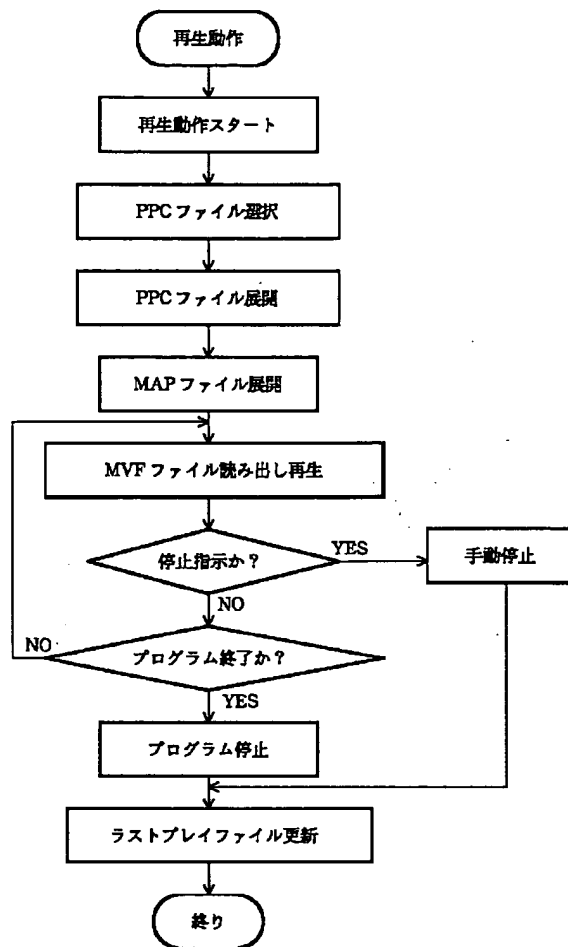 再生動作
再生動作スタート
PPCファイル選択
PPCファイル展開
MAPファイル展開
MVFファイル読み出し再生
停止指示か？
YES
手動停止
NO
プログラム終了か？
NO
YES
プログラム停止
ラストプレイファイル更新
終り